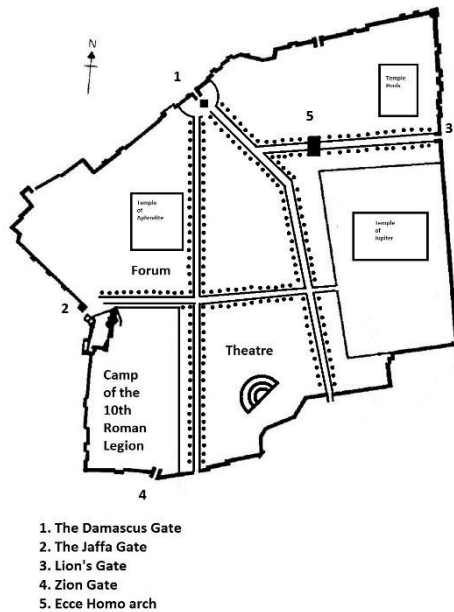 N
1
Temple
Pools
5
3
Temple
of
Aphrodite
Temple
of
Jupiter
Forum
2
Theatre
Camp
of the
10th
Roman
Legion
4
1. The Damascus Gate
2. The Jaffa Gate
3. Lion's Gate
4. Zion Gate
5. Ecce Homo arch